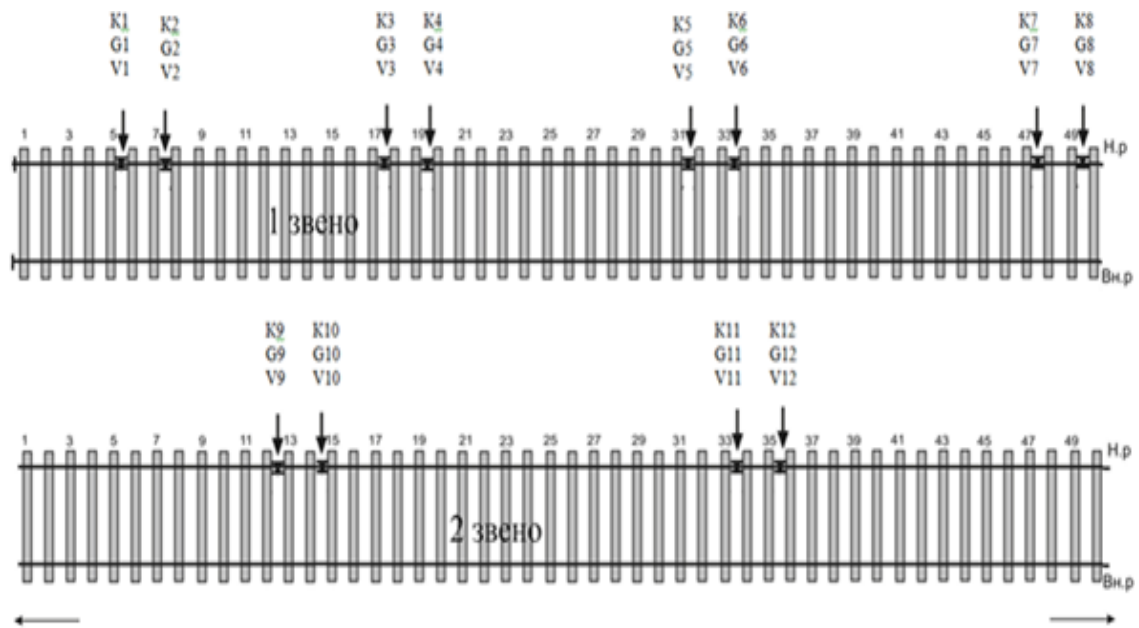 K1 K2 K3 K4 K5 K6 K7 K8
G1 G2 G3 G4 G5 G6 G7 G8
V1 V2 V3 V4 V5 V6 V7 V8
1 3 5 7 9 11 13 15 17 19 21 23 25 27 29 31 33 35 37 39 41 43 45 47 49
Н.р
1 звено
Вн.р
K9 K10 K11 K12
G9 G10 G11 G12
V9 V10 V11 V12
1 3 5 7 9 11 13 15 17 19 21 23 25 27 29 31 33 35 37 39 41 43 45 47 49
Н.р
2 звено
Вн.р